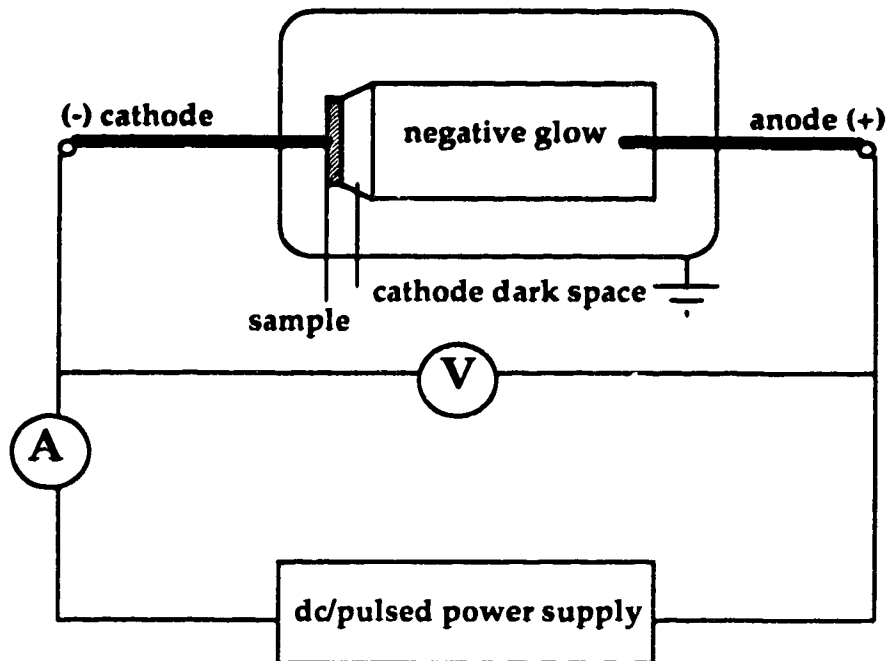 (-) cathode
negative glow
anode (+)
cathode dark space
sample
V
A
dc/pulsed power supply